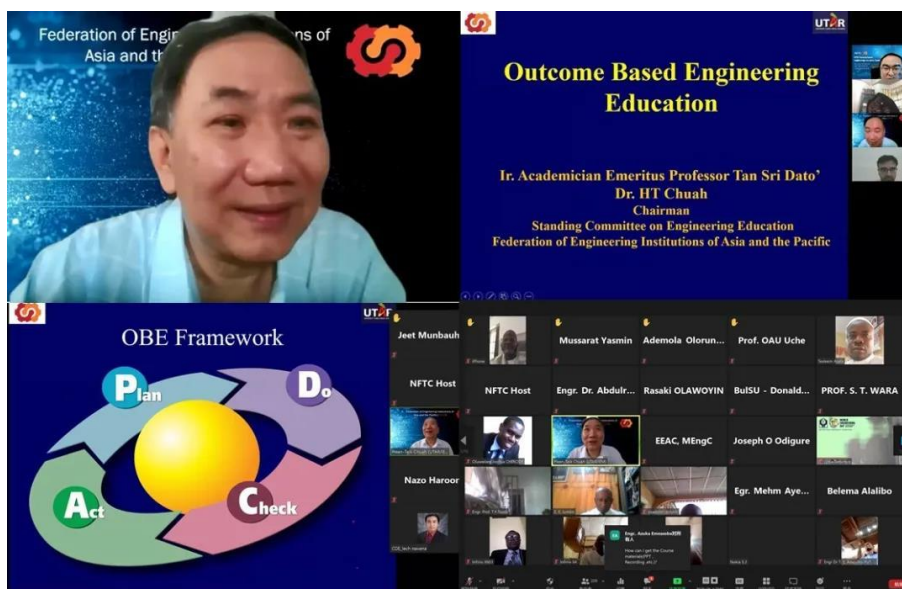 Federation of Engi
ns of
Asia and th
UTAR
Outcome Based Engineering
Education
Ir. Academician Emeritus Professor Tan Sri Dato'
Dr. HT Chuah
Chairman
Standing Committee on Engineering Education
Federation of Engineering Institutions of Asia and the Pacific
OBE Framework
Plan
Do
Act
Check
Jeet Munbauh
NFTC Host
Nazo Haroon
Mussarat Yasmin
Ademola Olorun...
Prof. OAU Uche
NFTC Host
Engr. Dr. Abdulr...
Rasaki OLAWOYIN
BulSU - Donald...
PROF. S. T. WARA
EEAC, MEngC
Joseph O Odigure
Egr. Mehm Aye...
Belema Alalibo
How can I get the Course
materials/PPT
Recording .etc.//